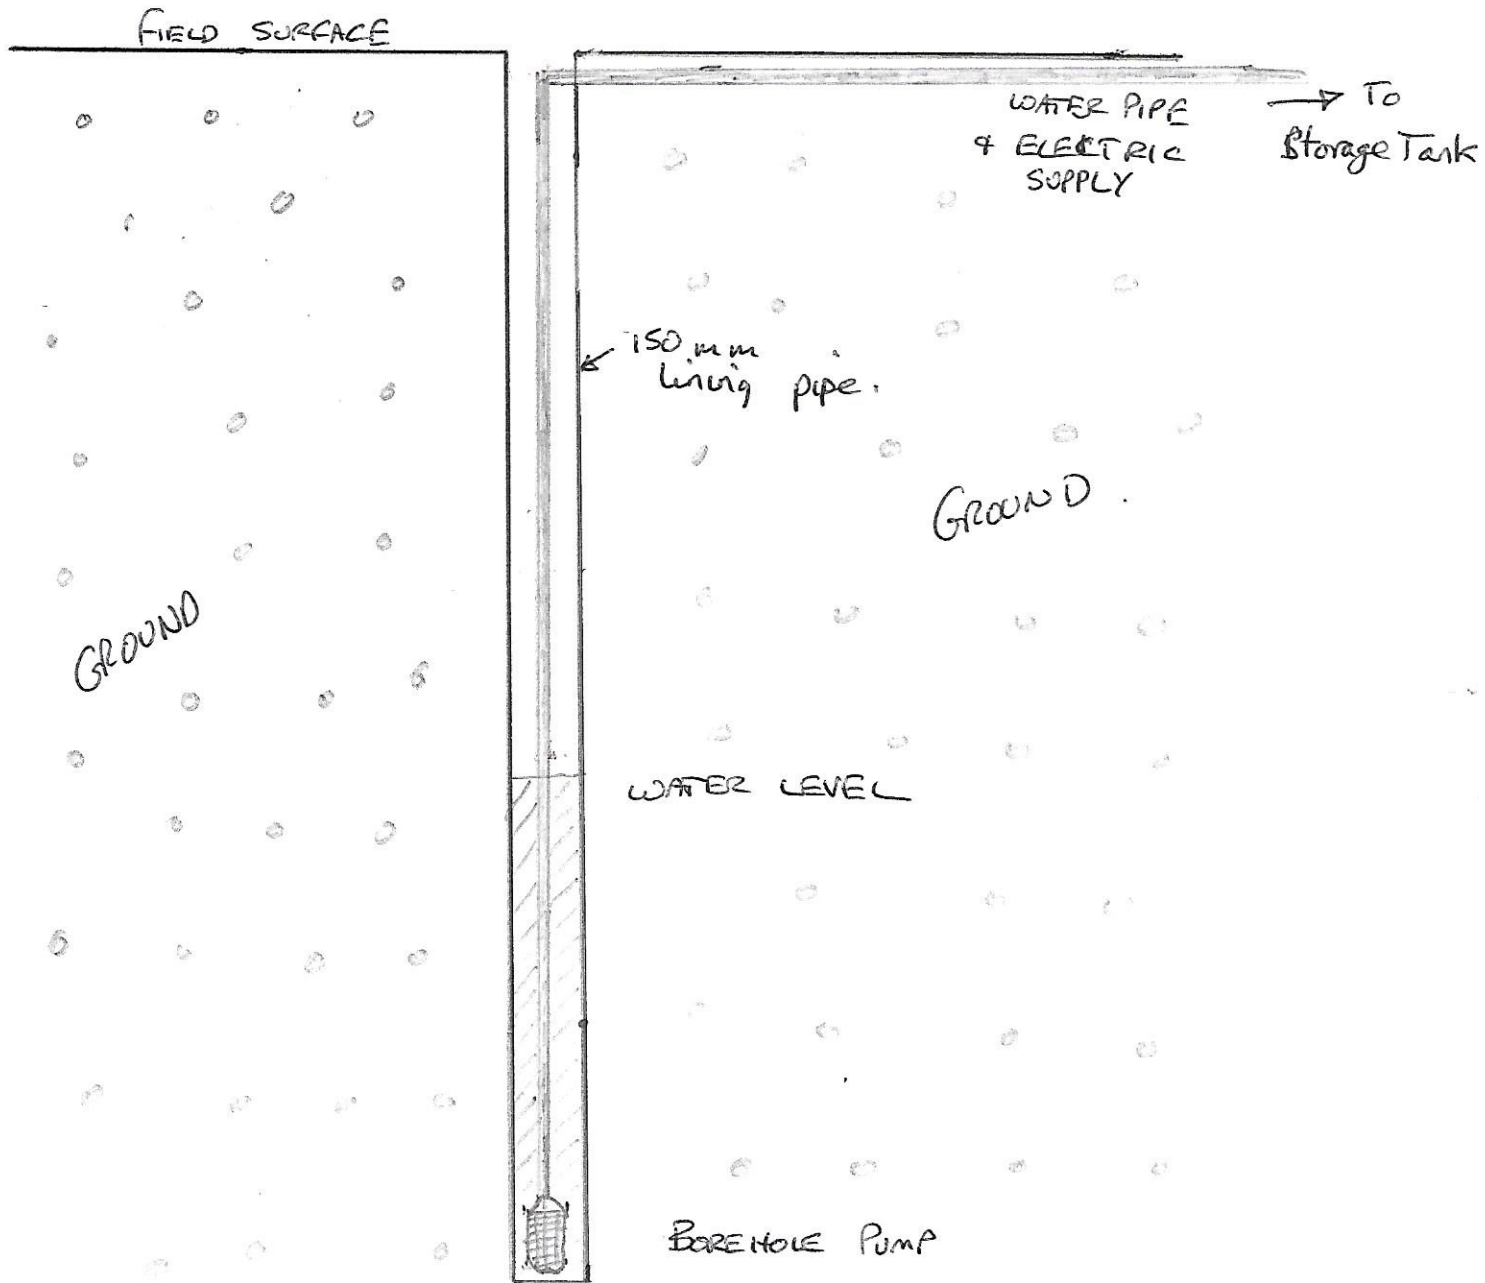 FIELD SURFACE
WATER PIPE
& ELECTRIC
SUPPLY
→ To
Storage Tank
150 mm
lining pipe.
GROUND.
GROUND
WATER LEVEL
BOREHOLE PUMP